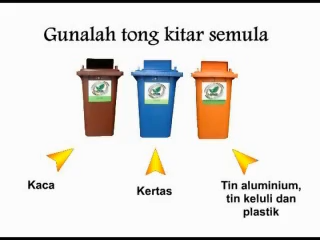 Gunalah tong kitar semula
Kaca
Kertas
Tin aluminium,
tin keluli dan
plastik